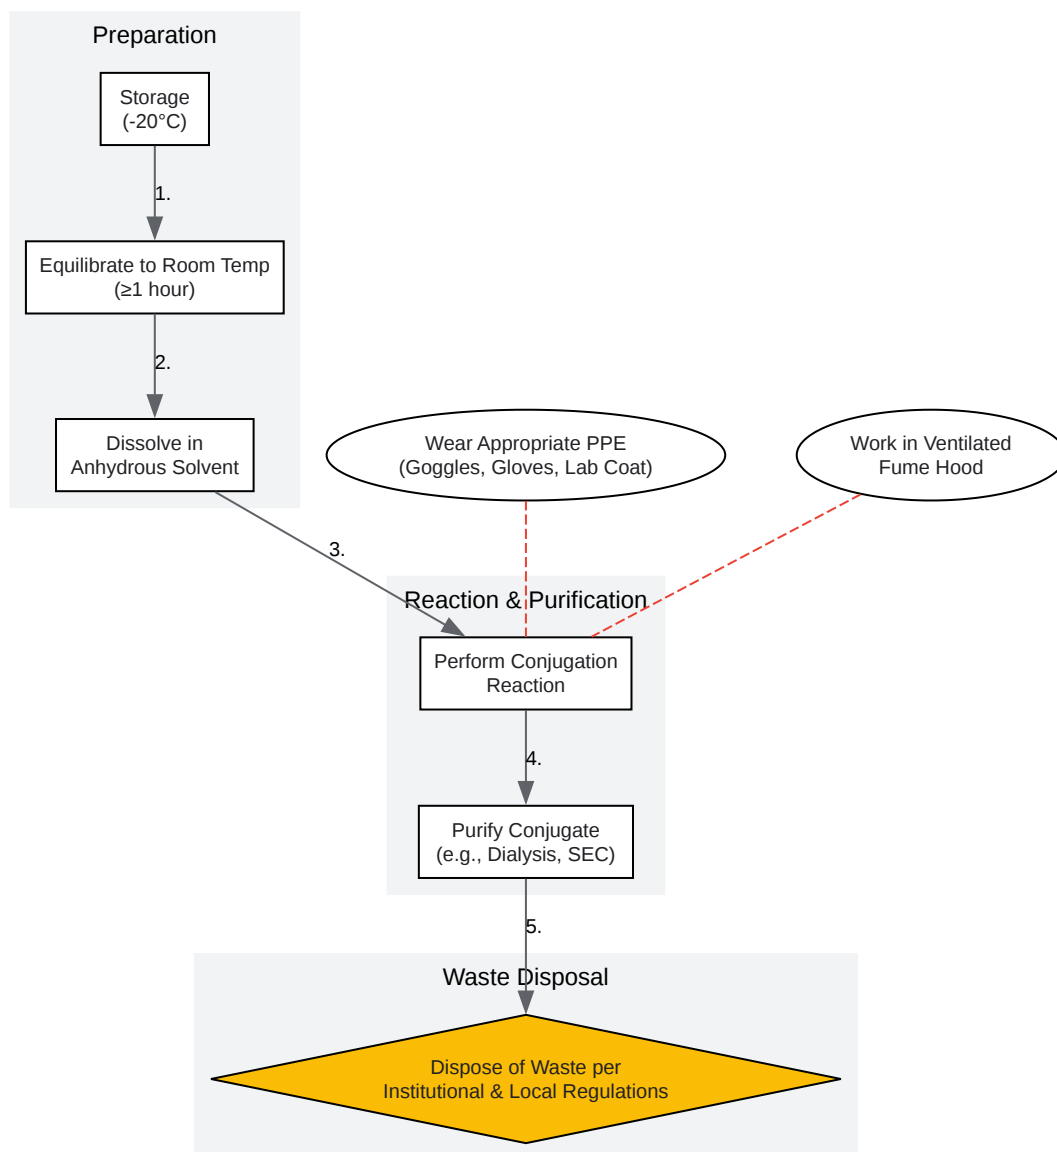 Preparation
Storage
(-20°C)
1.
Equilibrate to Room Temp
(≥1 hour)
2.
Dissolve in
Anhydrous Solvent
Wear Appropriate PPE
(Goggles, Gloves, Lab Coat)
Work in Ventilated
Fume Hood
3.
Reaction & Purification
Perform Conjugation
Reaction
4.
Purify Conjugate
(e.g., Dialysis, SEC)
5.
Waste Disposal
Dispose of Waste per
Institutional & Local Regulations